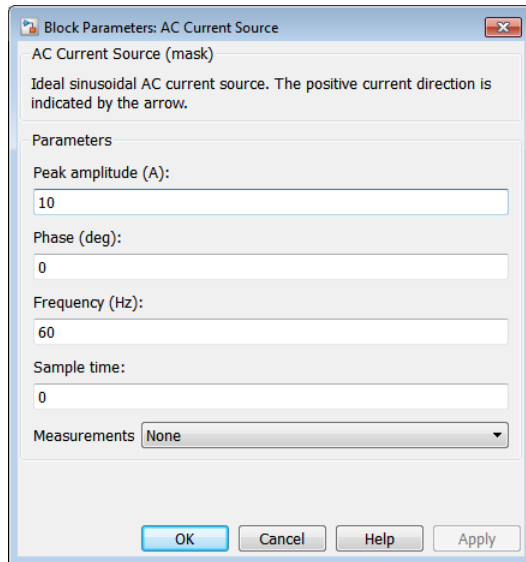 Block Parameters: AC Current Source
AC Current Source (mask)
Ideal sinusoidal AC current source. The positive current direction is
indicated by the arrow.
Parameters
Peak amplitude (A):
10
Phase (deg):
0
Frequency (Hz):
60
Sample time:
0
Measurements None
OK Cancel Help Apply